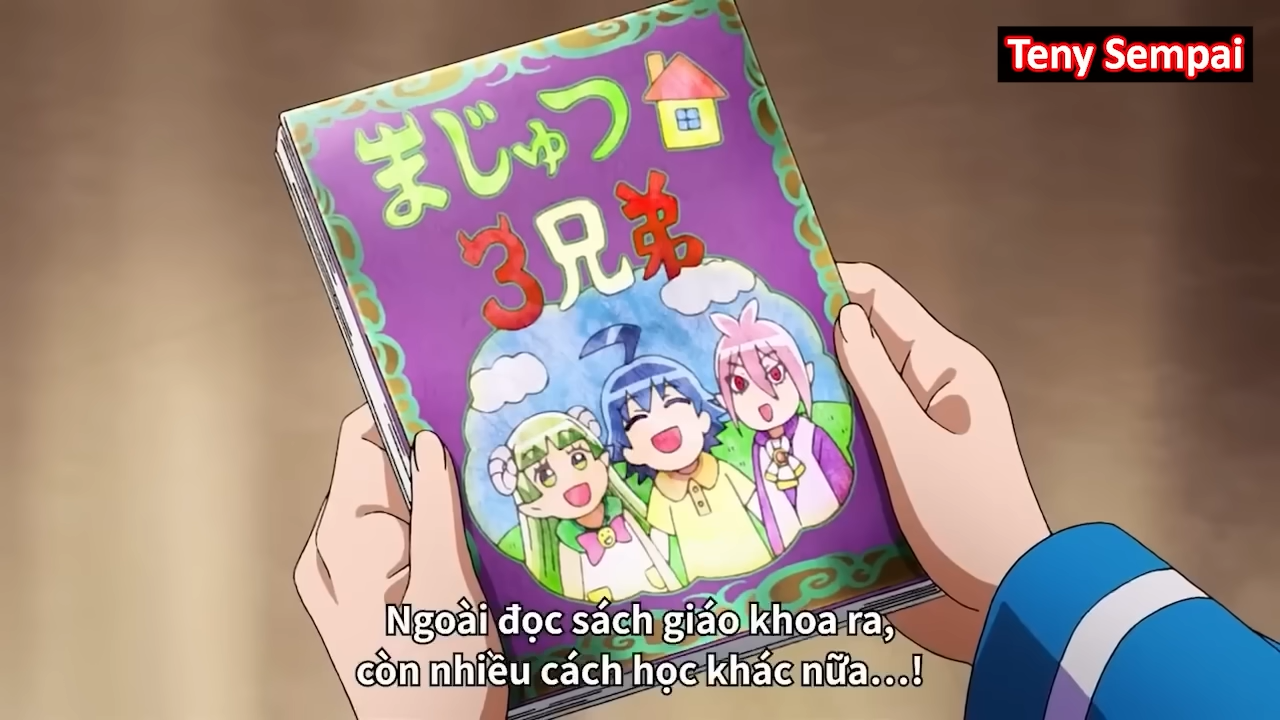 Teny Sempai
まじゅつ
3兄弟
Ngoài đọc sách giáo khoa ra,
còn nhiều cách học khác nữa...!